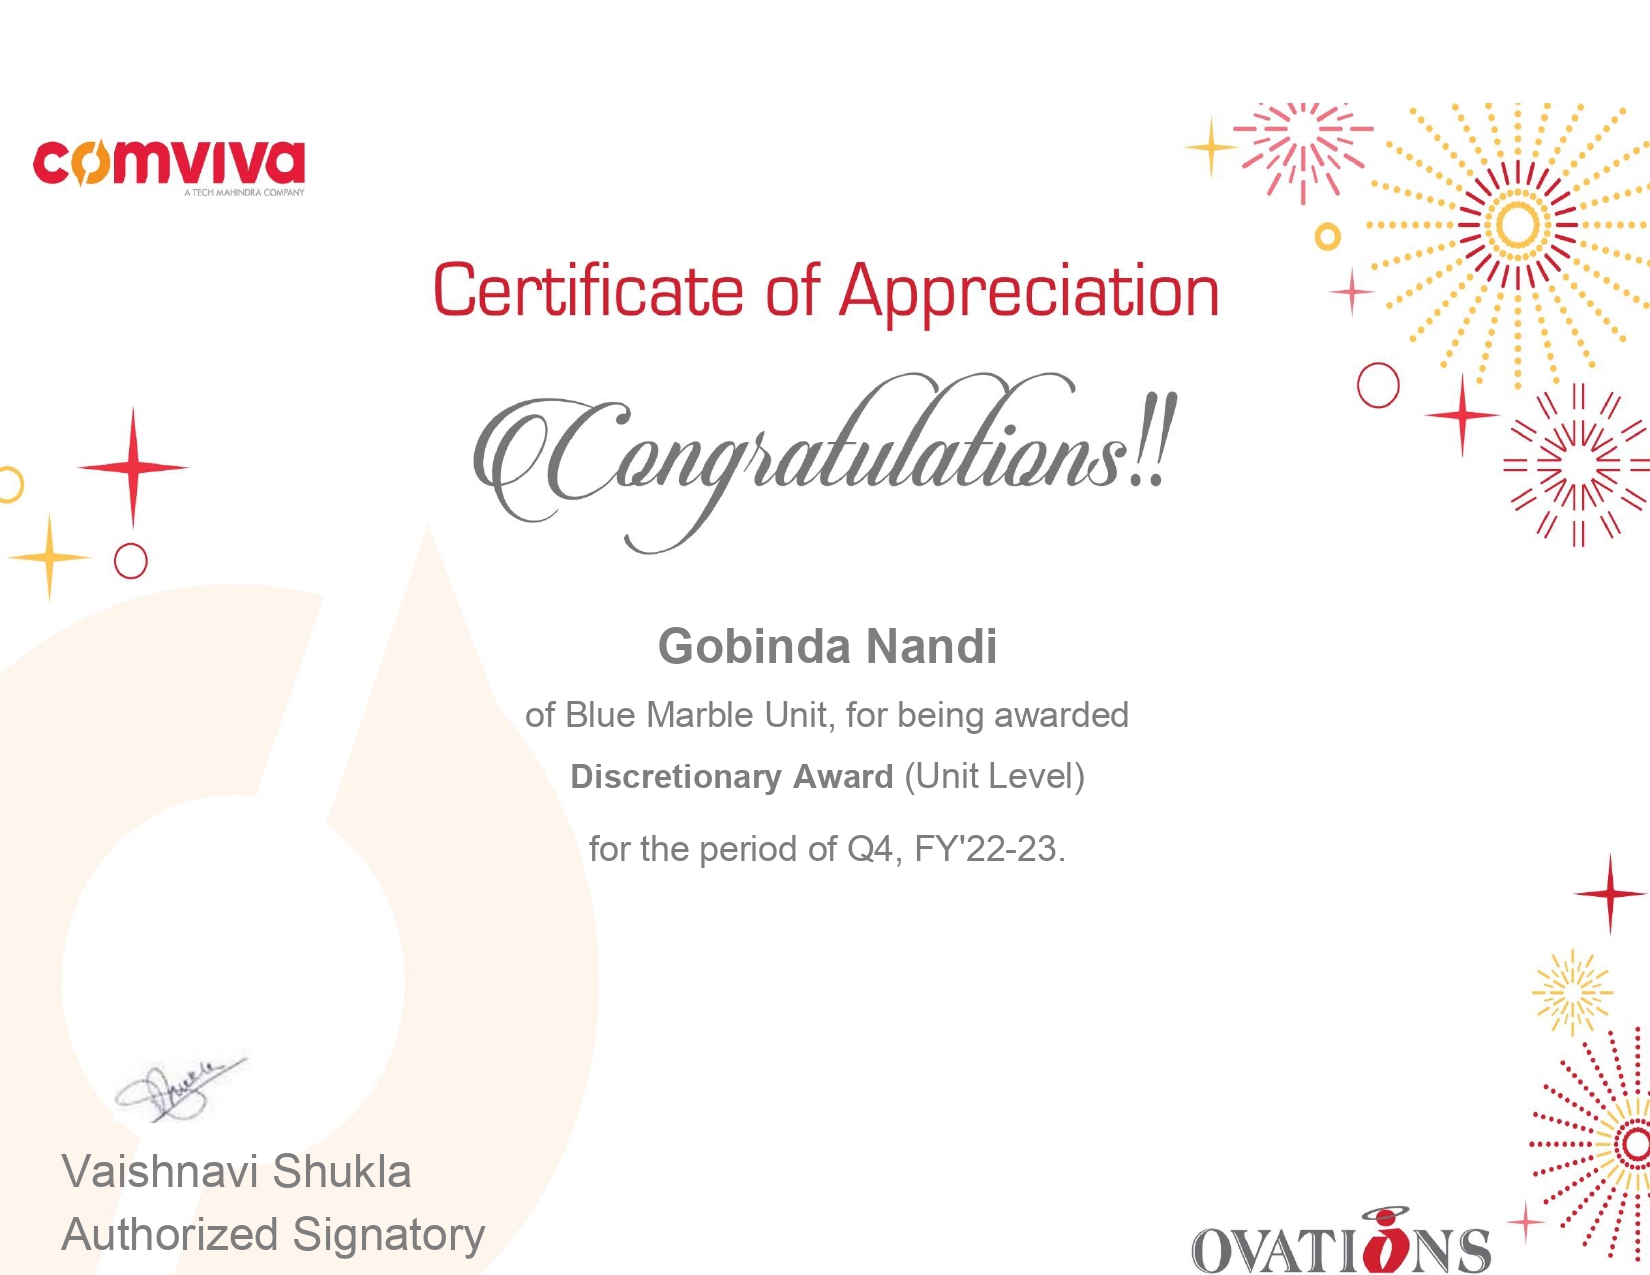 comviva
A TECH MAHINDRA COMPANY
Certificate of Appreciation
Congratulations!!
Gobinda Nandi
of Blue Marble Unit, for being awarded
Discretionary Award (Unit Level)
for the period of Q4, FY'22-23.
Shukla
Vaishnavi Shukla
Authorized Signatory
OVATIONS